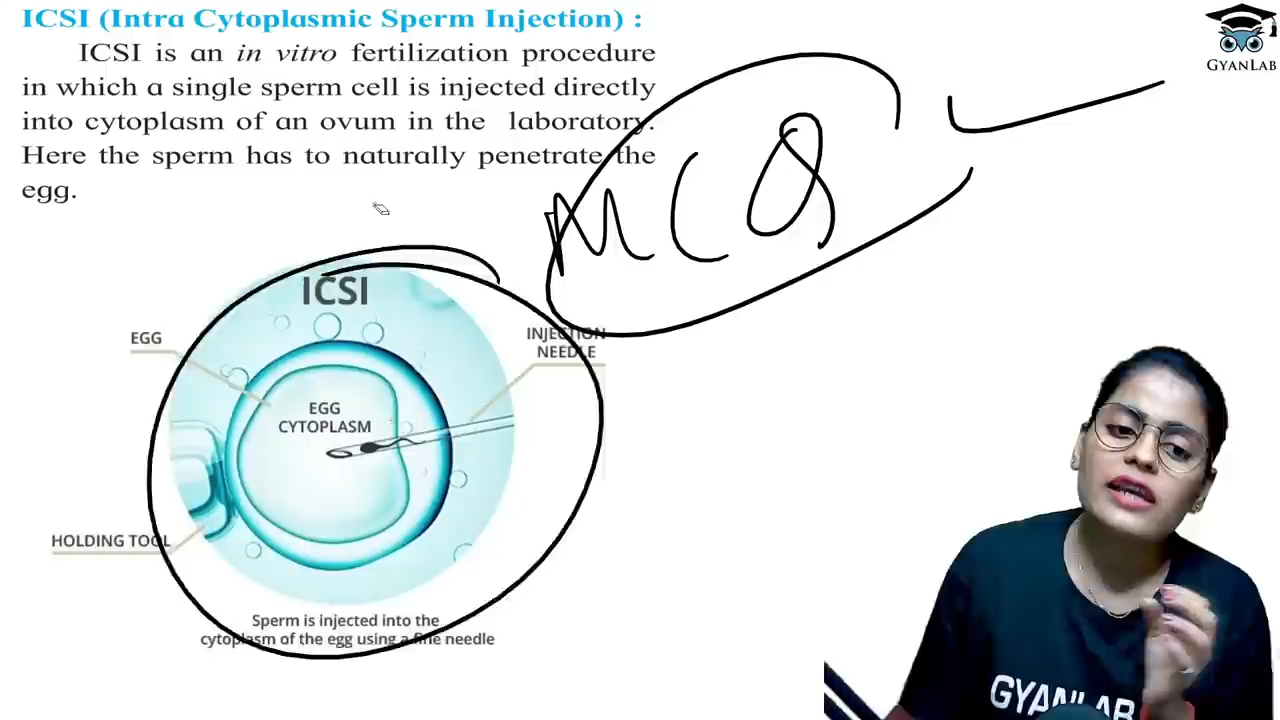 ICSI (Intra Cytoplasmic Sperm Injection) :
ICSI is an in vitro fertilization procedure
in which a single sperm cell is injected directly
into cytoplasm of an ovum in the laboratory.
Here the sperm has to naturally penetrate the
egg.
GYANLAB
MCQ
ICSI
EGG
INJECTION
NEEDLE
EGG
CYTOPLASM
HOLDING TOOL
Sperm is injected into the
cytoplasm of the egg using a fine needle
GYANLAB